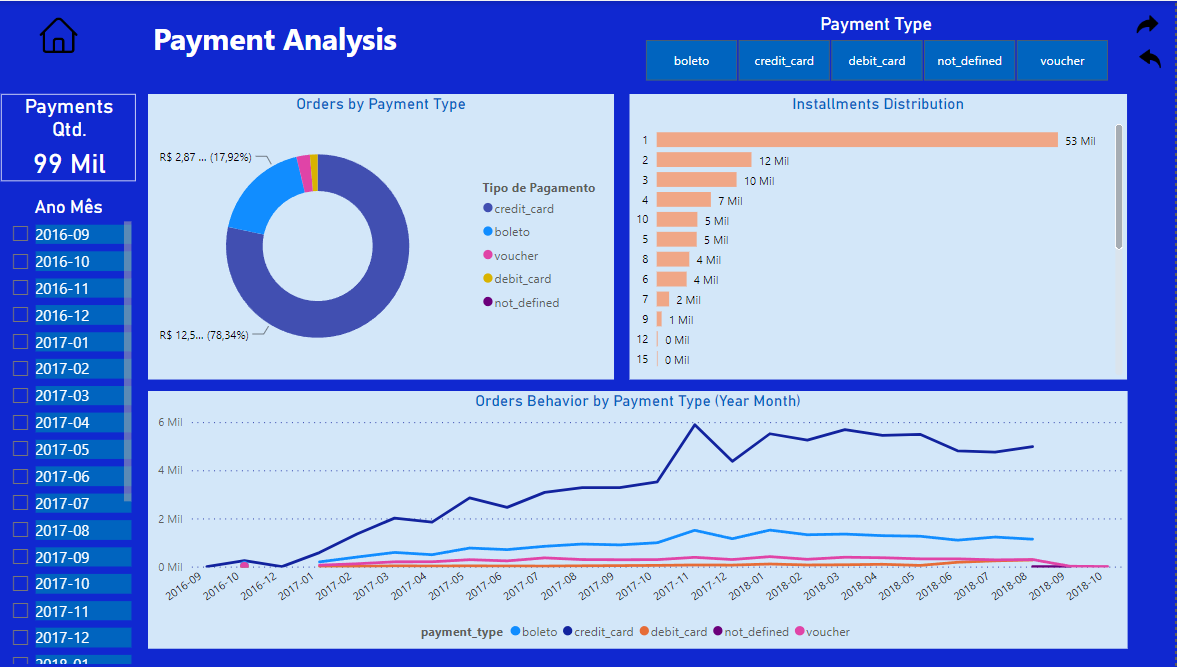 Payment Analysis
Payment Type
boleto
credit_card
debit_card
not_defined
voucher
Payments
Qtd.
99 Mil
Ano Mês
2016-09
2016-10
2016-11
2016-12
2017-01
2017-02
2017-03
2017-04
2017-05
2017-06
2017-07
2017-08
2017-09
2017-10
2017-11
2017-12
2018-01
Orders by Payment Type
R$ 2,87 ... (17,92%)
R$ 12,5... (78,34%)
Tipo de Pagamento
credit_card
boleto
voucher
debit_card
not_defined
Installments Distribution
1 53 Mil
2 12 Mil
3 10 Mil
4 7 Mil
10 5 Mil
5 5 Mil
8 4 Mil
6 4 Mil
7 2 Mil
9 1 Mil
12 0 Mil
15 0 Mil
Orders Behavior by Payment Type (Year Month)
6 Mil
4 Mil
2 Mil
0 Mil
2016-09 2016-10 2016-12 2017-01 2017-02 2017-03 2017-04 2017-05 2017-06 2017-07 2017-08 2017-09 2017-10 2017-11 2017-12 2018-01 2018-02 2018-03 2018-04 2018-05 2018-06 2018-07 2018-08 2018-09 2018-10
payment_type boleto credit_card debit_card not_defined voucher